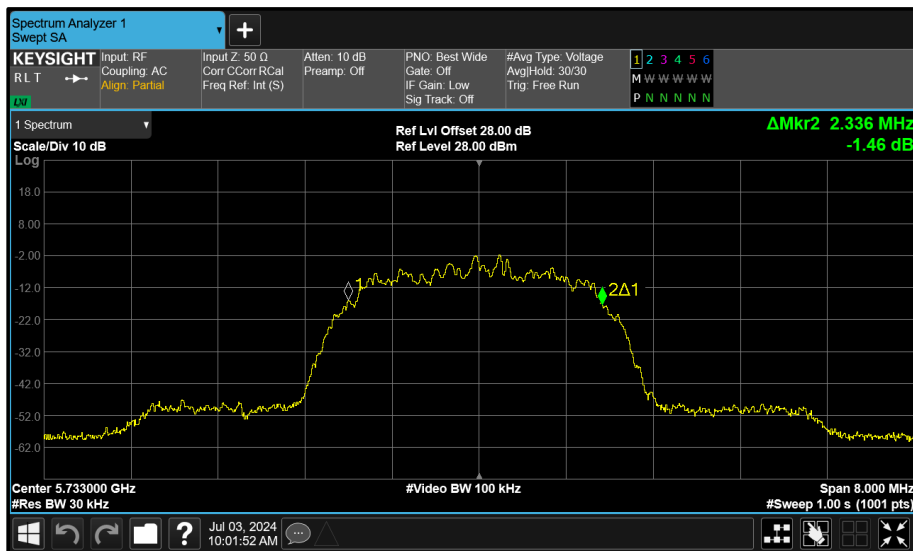 Spectrum Analyzer 1
Swept SA
+
KEYSIGHT
R L T
LXI
Input: RF
Coupling: AC
Align: Partial
Input Z: 50 Ω
Corr CCorr RCal
Freq Ref: Int (S)
Atten: 10 dB
Preamp: Off
PNO: Best Wide
Gate: Off
IF Gain: Low
Sig Track: Off
#Avg Type: Voltage
Avg|Hold: 30/30
Trig: Free Run
1 2 3 4 5 6
M W W W W W
P N N N N N
1 Spectrum
Scale/Div 10 dB
Ref Lvl Offset 28.00 dB
Ref Level 28.00 dBm
ΔMkr2 2.336 MHz
-1.46 dB
Log
18.0
8.00
-2.00
-12.0
-22.0
-32.0
-42.0
-52.0
-62.0
1
2Δ1
Center 5.733000 GHz
#Res BW 30 kHz
#Video BW 100 kHz
Span 8.000 MHz
#Sweep 1.00 s (1001 pts)
?
Jul 03, 2024
10:01:52 AM